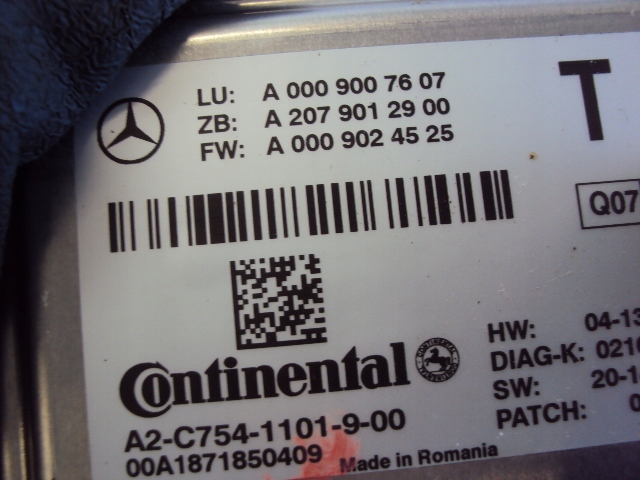 LU: A 000 900 76 07
ZB: A 207 901 29 00
FW: A 000 902 45 25
T
Q07
Continental
HW: 04-13
DIAG-K: 0210
SW: 20-1
PATCH: 0
A2-C754-1101-9-00
00A1871850409 Made in Romania